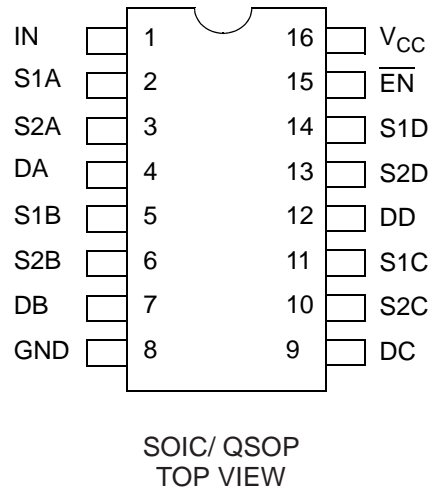 IN 1 16 VCC
S1A 2 15 EN
S2A 3 14 S1D
DA 4 13 S2D
S1B 5 12 DD
S2B 6 11 S1C
DB 7 10 S2C
GND 8 9 DC
SOIC/ QSOP
TOP VIEW